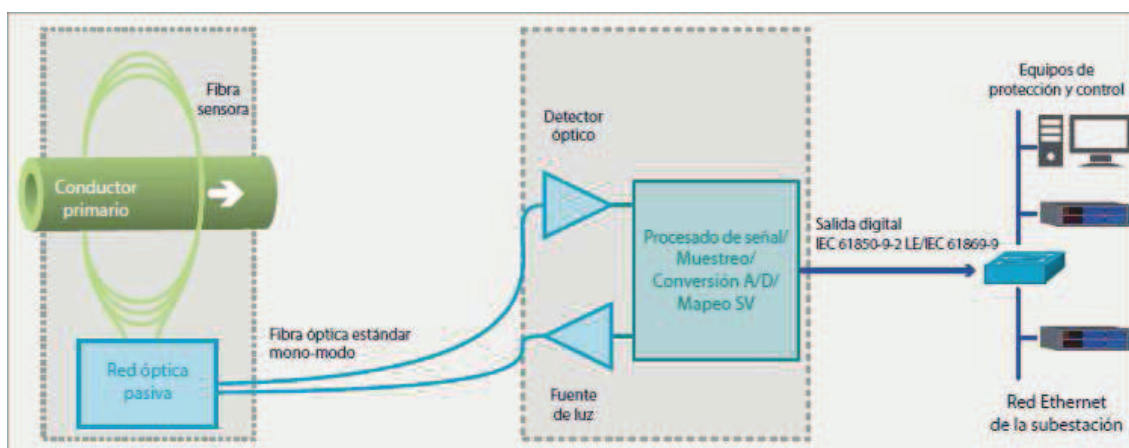 Fibra
sensora
Conductor
primario
Red óptica
pasiva
Fibra óptica estándar
mono-modo
Detector
óptico
Fuente
de luz
Procesado de señal/
Muestreo/
Conversión A/D/
Mapeo SV
Salida digital
IEC 61850-9-2 LE/IEC 61869-9
Equipos de
protección y control
Red Ethernet
de la subestación